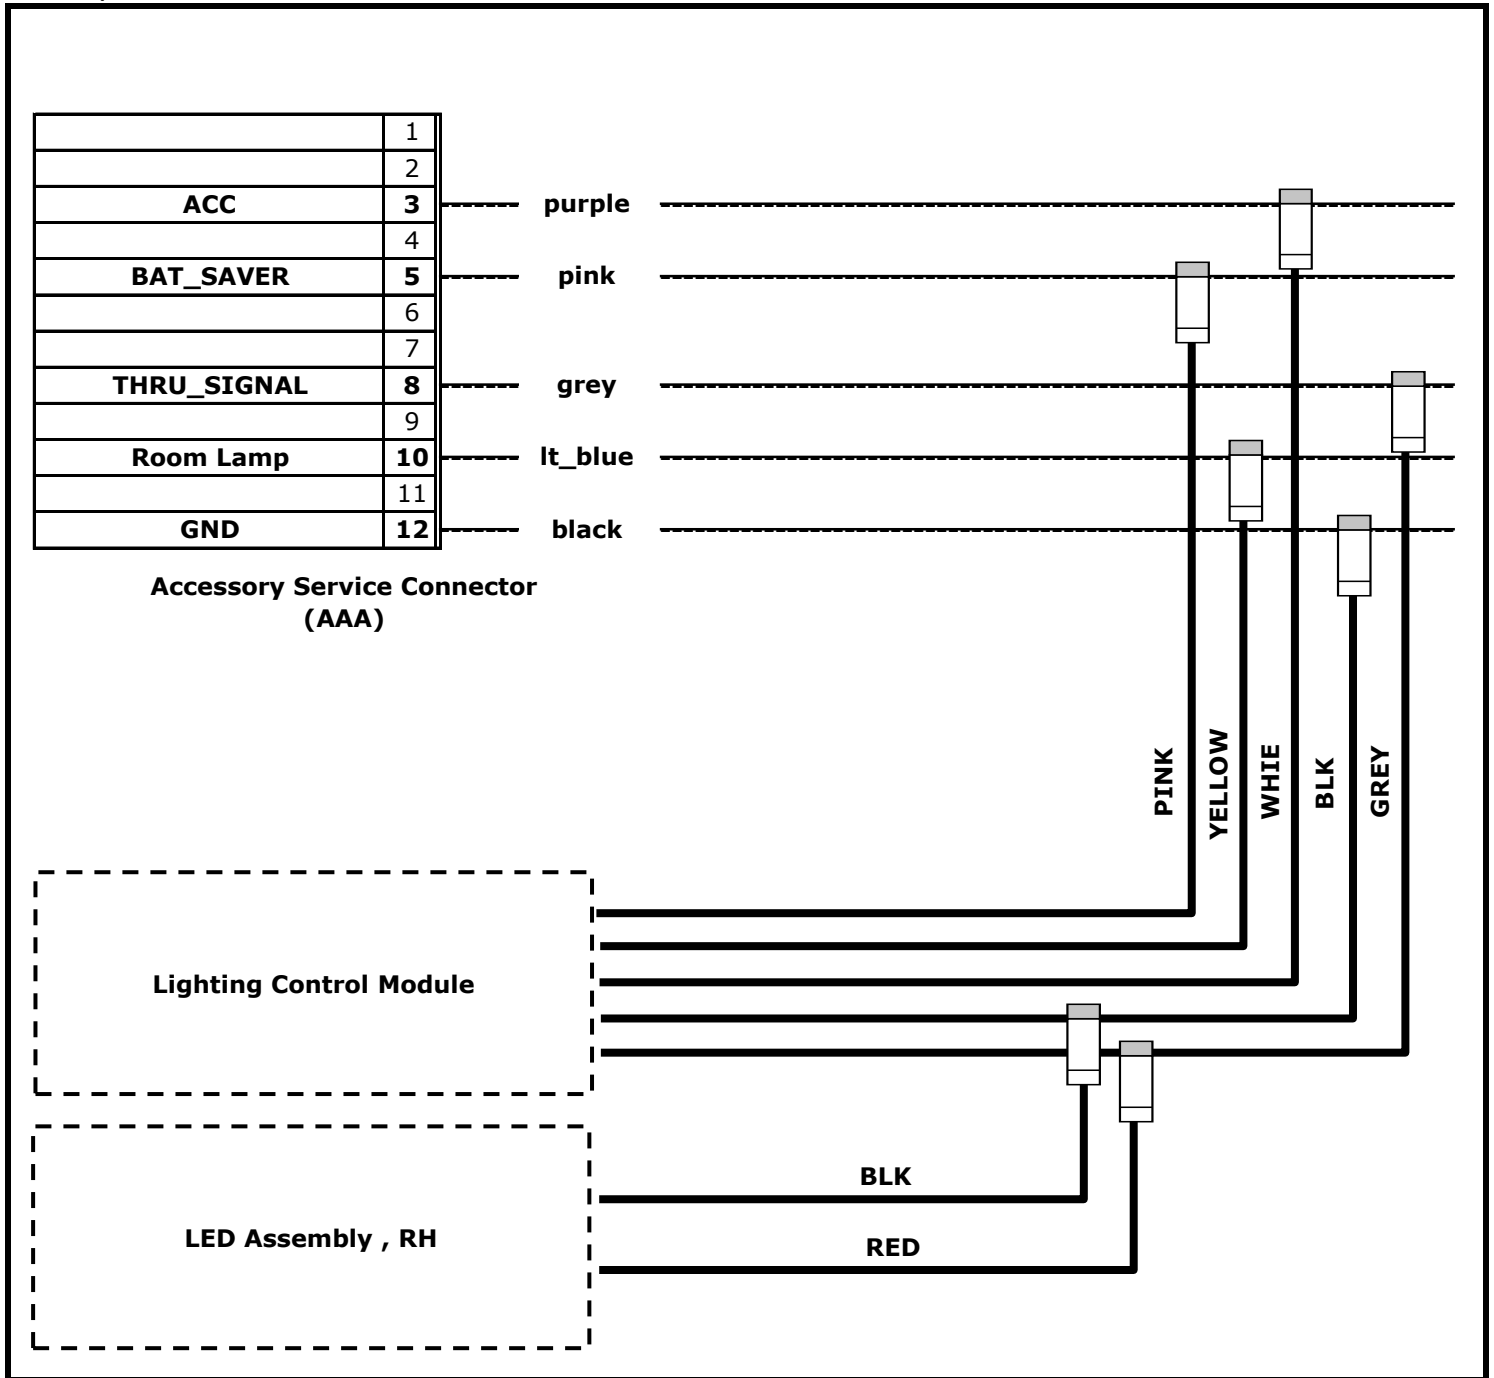 1
2
ACC 3 purple
4
BAT_SAVER 5 pink
6
7
THRU_SIGNAL 8 grey
9
Room Lamp 10 lt_blue
11
GND 12 black
Accessory Service Connector
(AAA)
PINK
YELLOW
WHIE
BLK
GREY
Lighting Control Module
BLK
LED Assembly , RH
RED